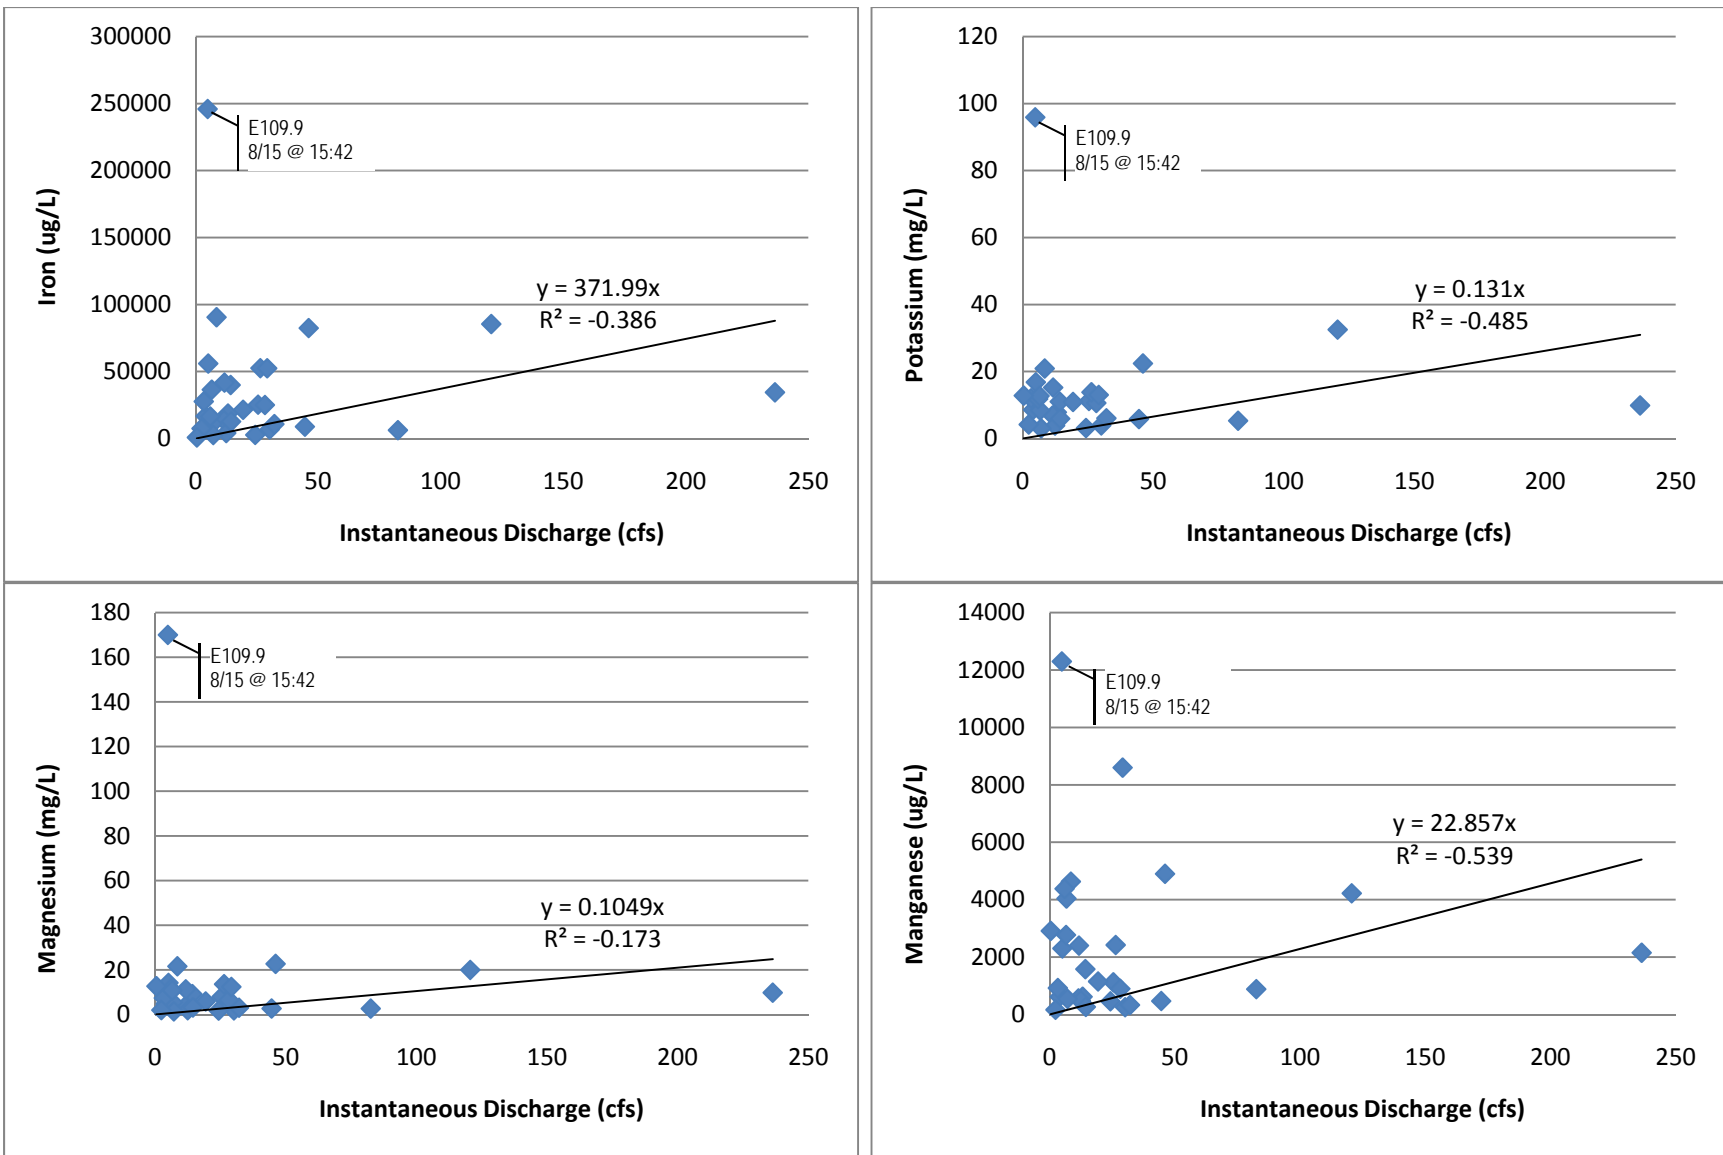 300000
250000
200000
150000
100000
50000
0
Iron (ug/L)
E109.9
8/15 @ 15:42
y = 371.99x
R² = -0.386
0 50 100 150 200 250
Instantaneous Discharge (cfs)
120
100
80
60
40
20
0
Potassium (mg/L)
E109.9
8/15 @ 15:42
y = 0.131x
R² = -0.485
0 50 100 150 200 250
Instantaneous Discharge (cfs)
180
160
140
120
100
80
60
40
20
0
Magnesium (mg/L)
E109.9
8/15 @ 15:42
y = 0.1049x
R² = -0.173
0 50 100 150 200 250
Instantaneous Discharge (cfs)
14000
12000
10000
8000
6000
4000
2000
0
Manganese (ug/L)
E109.9
8/15 @ 15:42
y = 22.857x
R² = -0.539
0 50 100 150 200 250
Instantaneous Discharge (cfs)